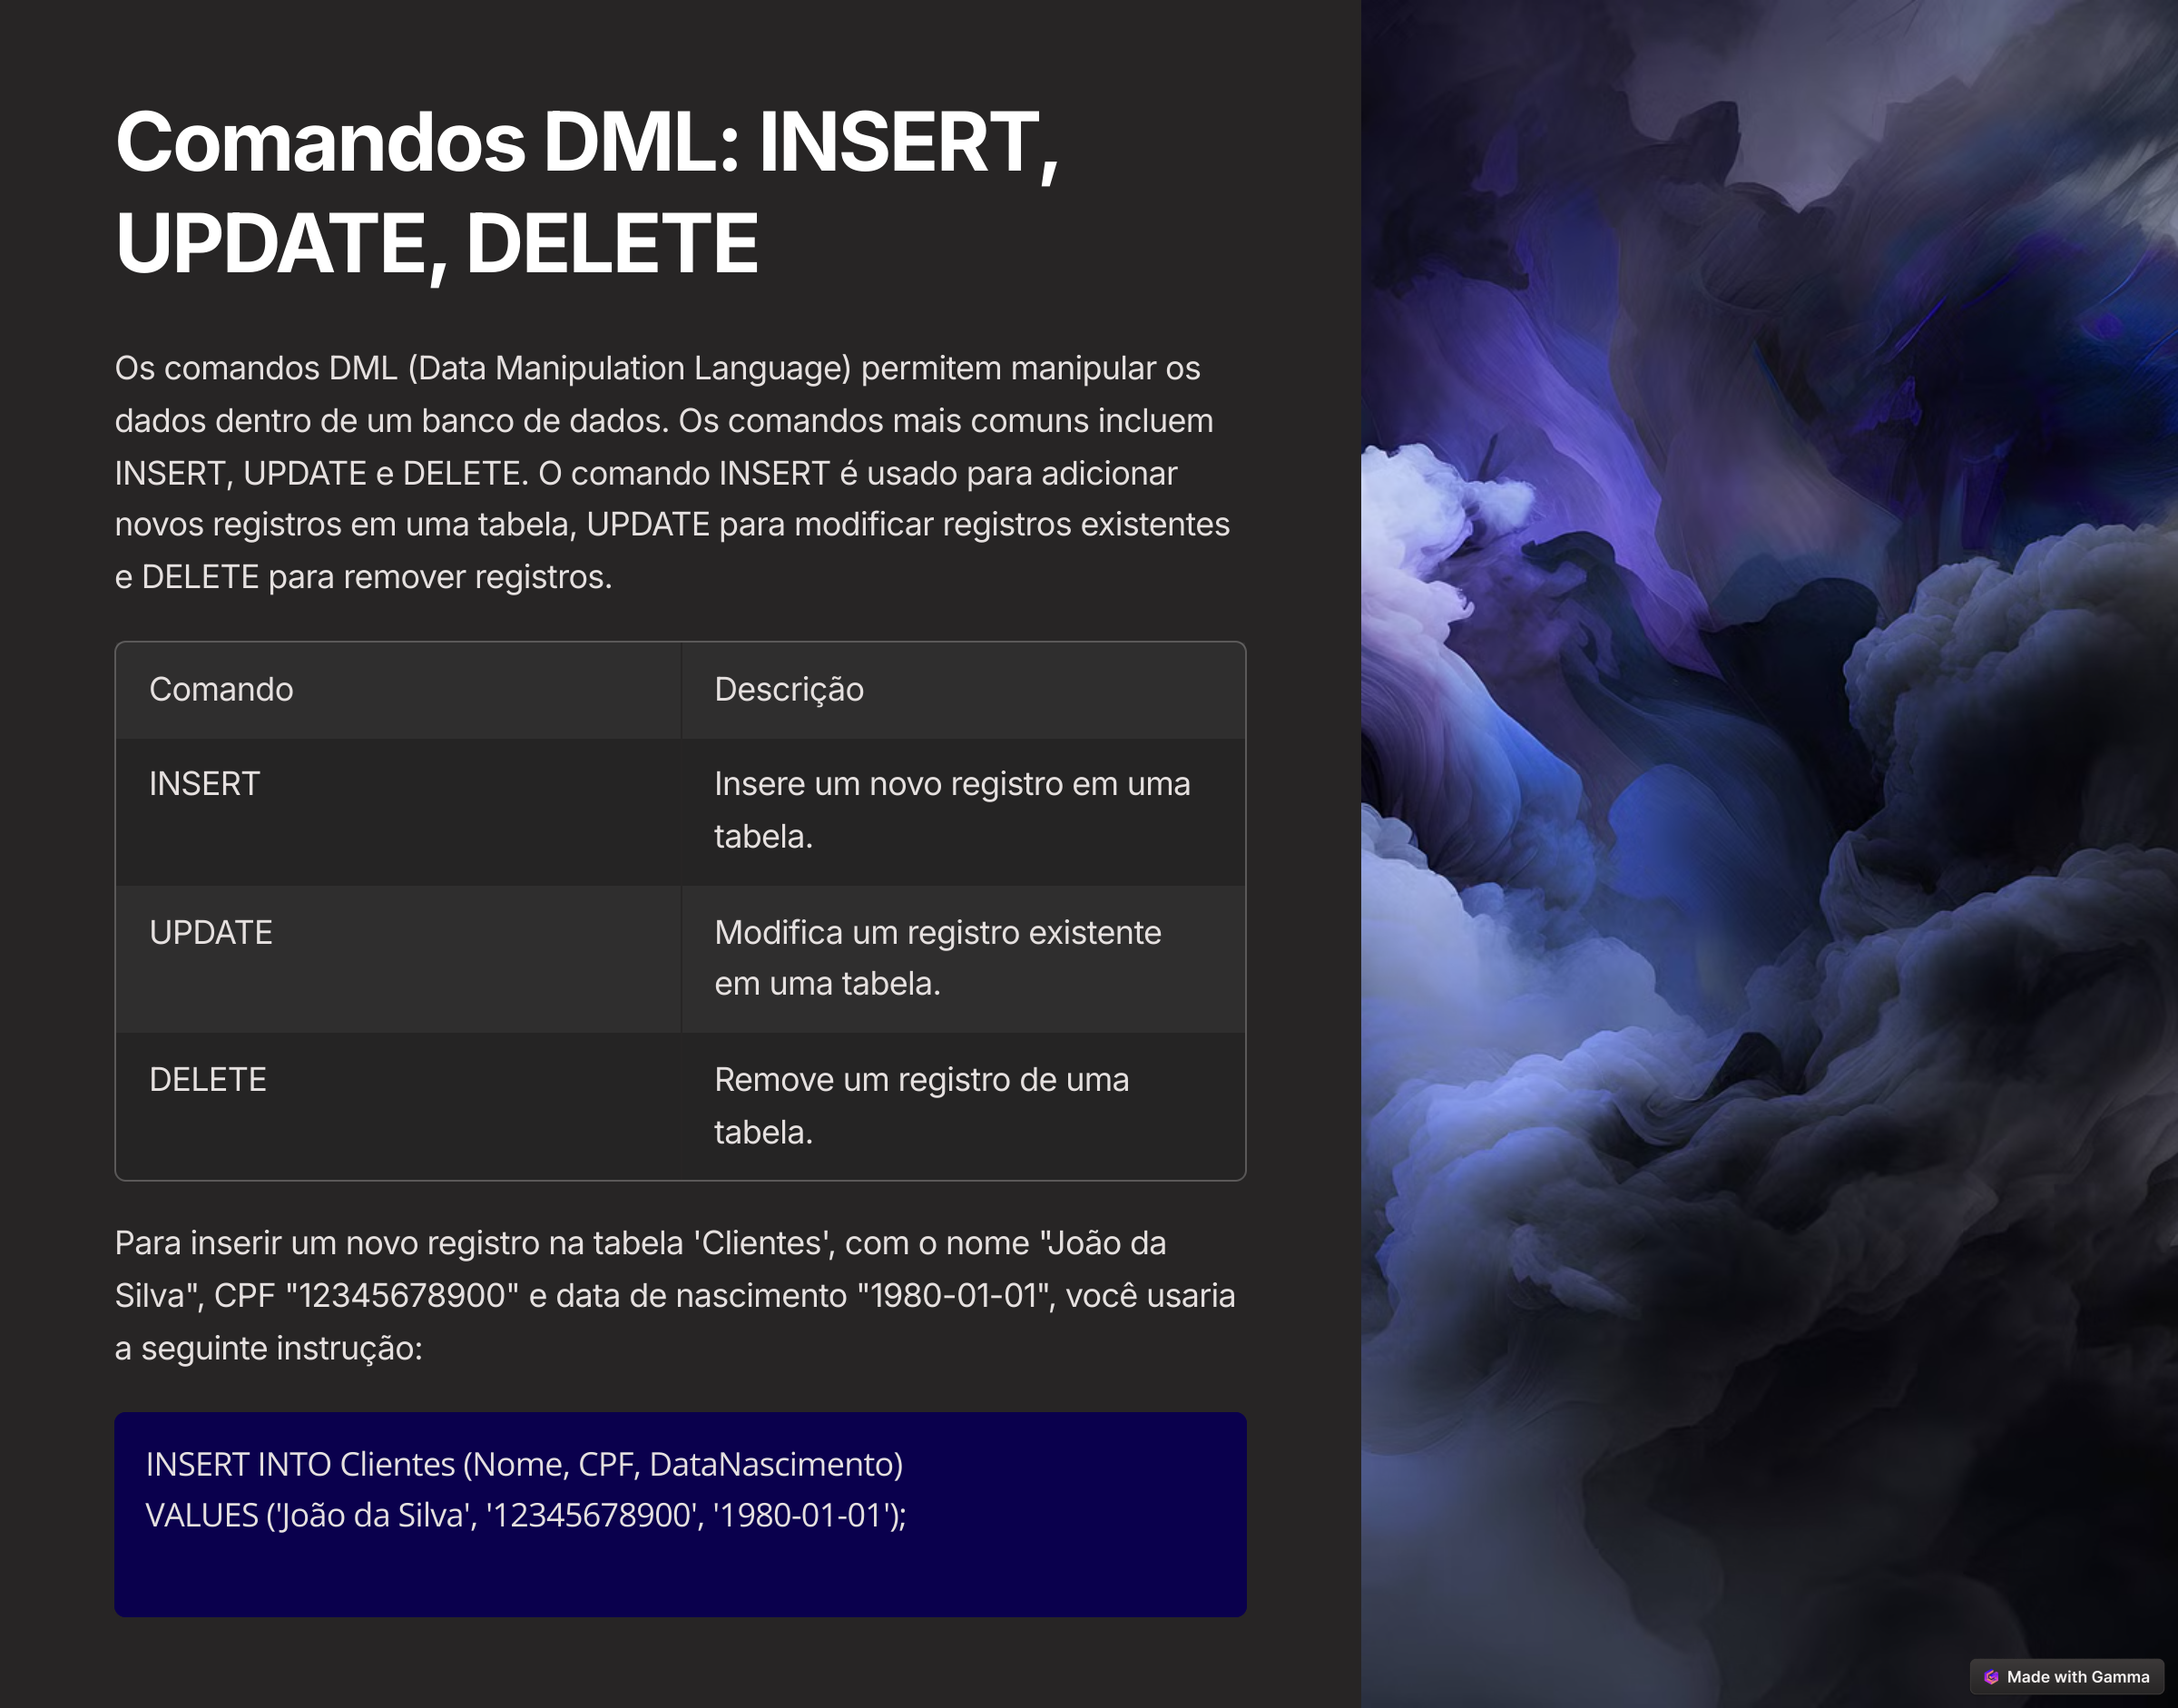 Comandos DML: INSERT,
UPDATE, DELETE
Os comandos DML (Data Manipulation Language) permitem manipular os
dados dentro de um banco de dados. Os comandos mais comuns incluem
INSERT, UPDATE e DELETE. O comando INSERT é usado para adicionar
novos registros em uma tabela, UPDATE para modificar registros existentes
e DELETE para remover registros.
Comando
Descrição
INSERT
Insere um novo registro em uma
tabela.
UPDATE
Modifica um registro existente
em uma tabela.
DELETE
Remove um registro de uma
tabela.
Para inserir um novo registro na tabela 'Clientes', com o nome "João da
Silva", CPF "12345678900" e data de nascimento "1980-01-01", você usaria
a seguinte instrução:
INSERT INTO Clientes (Nome, CPF, DataNascimento)
VALUES ('João da Silva', '12345678900', '1980-01-01');
Made with Gamma